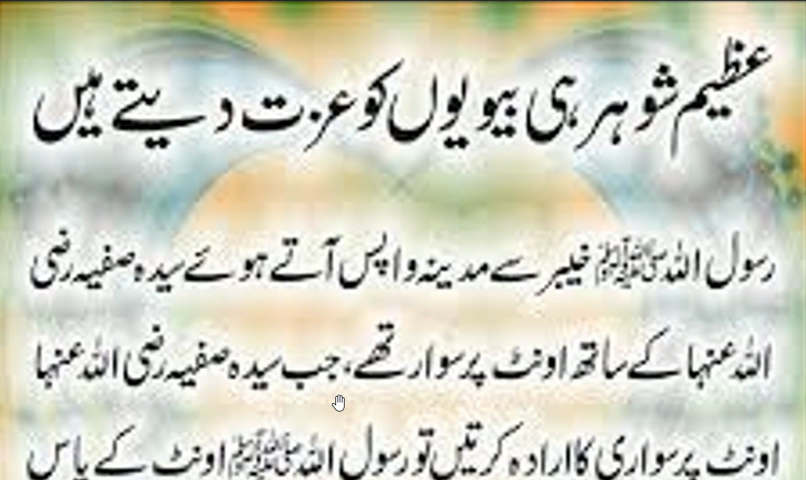 عظیم شوہر ہی بیویوں کو عزت دیتے ہیں
رسول اللہ ﷺ خیبر سے مدینہ واپس آتے ہوئے سیدہ صفیہ رضی
اللہ عنہا کے ساتھ اونٹ پر سوار تھے، جب سیدہ صفیہ رضی اللہ عنہا
اونٹ پر سواری کا ارادہ کرتیں تو رسول اللہ ﷺ اونٹ کے پاس